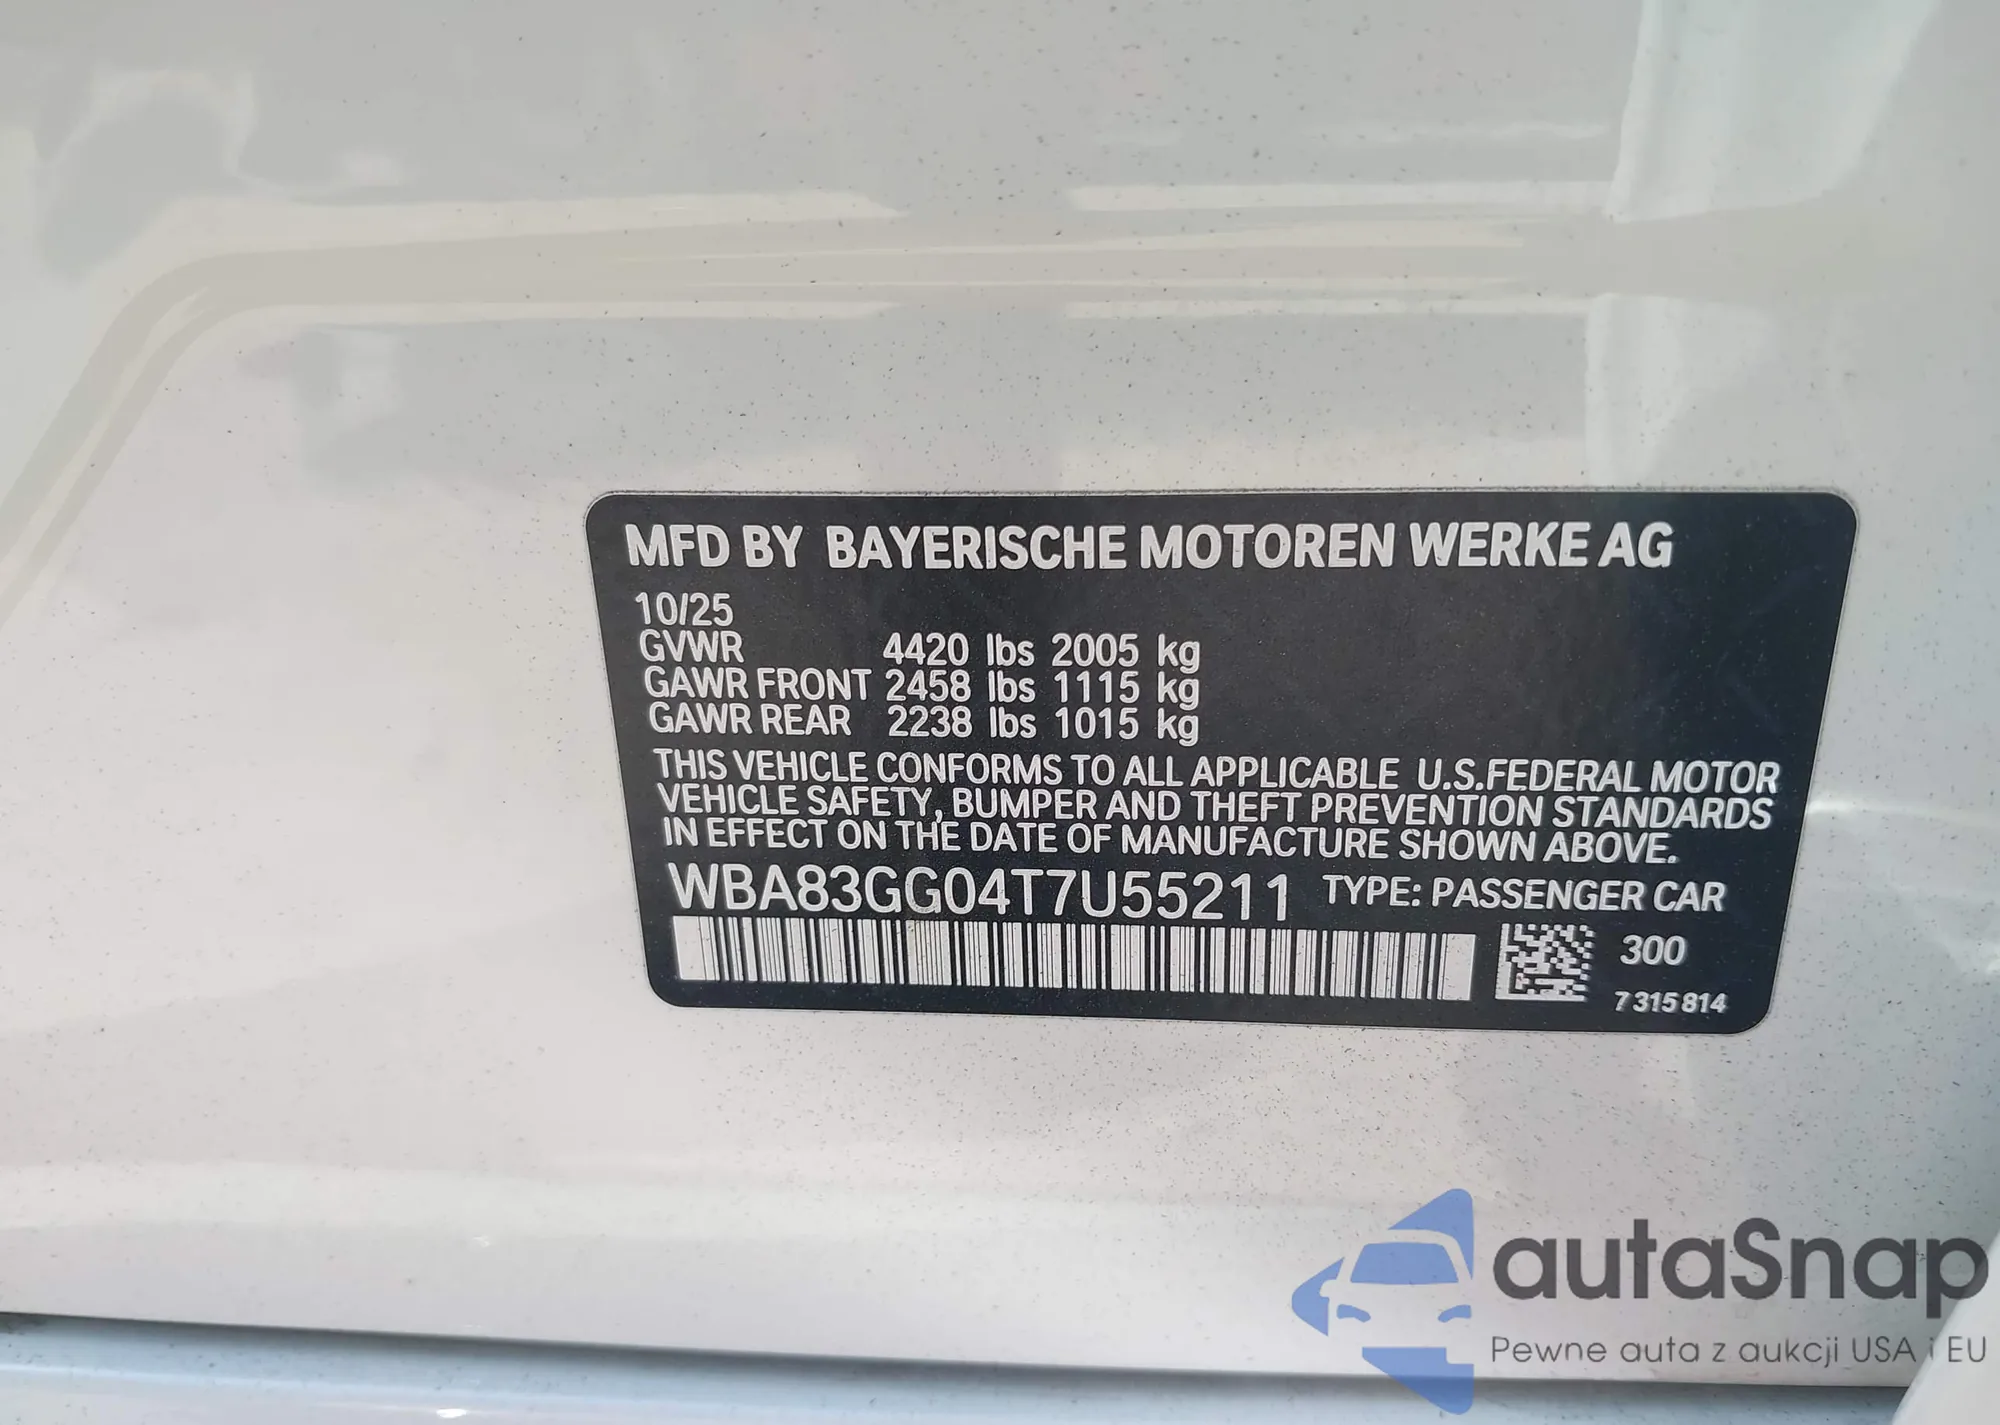 MFD BY BAYERISCHE MOTOREN WERKE AG
10/25
GVWR 4420 lbs 2005 kg
GAWR FRONT 2458 lbs 1115 kg
GAWR REAR 2238 lbs 1015 kg
THIS VEHICLE CONFORMS TO ALL APPLICABLE U.S.FEDERAL MOTOR
VEHICLE SAFETY, BUMPER AND THEFT PREVENTION STANDARDS
IN EFFECT ON THE DATE OF MANUFACTURE SHOWN ABOVE.
WBA83GG04T7U55211 TYPE: PASSENGER CAR
300
7 315 814
autaSnap
Pewne auta z aukcji USA i EU